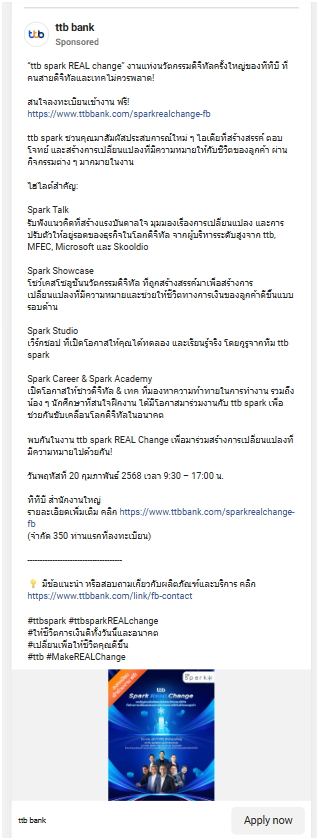 ttb bank
Sponsored
"ttb spark REAL change" งานแห่งนวัตกรรมดิจิทัลครั้งใหญ่ของทีทีบี ที่
คนสายดิจิทัลและเทคไม่ควรพลาด!
สนใจลงทะเบียนเข้างาน ฟรี!
https://www.ttbbank.com/sparkrealchange-fb
ttb spark ชวนคุณมาสัมผัสประสบการณ์ใหม่ ๆ ไอเดียที่สร้างสรรค์ ตอบ
โจทย์ และสร้างการเปลี่ยนแปลงที่มีความหมายให้กับชีวิตของลูกค้า ผ่าน
กิจกรรมต่าง ๆ มากมายในงาน
ไฮไลต์สำคัญ:
Spark Talk
รับฟังแนวคิดที่สร้างแรงบันดาลใจ มุมมองเรื่องการเปลี่ยนแปลง และการ
ปรับตัวให้อยู่รอดของธุรกิจในโลกดิจิทัล จากผู้บริหารระดับสูงจาก ttb,
MFEC, Microsoft และ Skooldio
Spark Showcase
โชว์เคสโซลูชันนวัตกรรมดิจิทัล ที่ถูกสร้างสรรค์มาเพื่อสร้างการ
เปลี่ยนแปลงที่มีความหมายและช่วยให้ชีวิตทางการเงินของลูกค้าดีขึ้นแบบ
รอบด้าน
Spark Studio
เวิร์กชอป ที่เปิดโอกาสให้คุณได้ทดลอง และเรียนรู้จริง โดยกูรูจากทีม ttb
spark
Spark Career & Spark Academy
เปิดโอกาสให้ชาวดิจิทัล & เทค ที่มองหาความท้าทายในการทำงาน รวมถึง
น้อง ๆ นักศึกษาที่สนใจฝึกงาน ได้มีโอกาสมาร่วมงานกับ ttb spark เพื่อ
ช่วยกันขับเคลื่อนโลกดิจิทัลในอนาคต
พบกันในงาน ttb spark REAL Change เพื่อมาร่วมสร้างการเปลี่ยนแปลงที่
มีความหมายไปด้วยกัน!
วันพฤหัสที่ 20 กุมภาพันธ์ 2568 เวลา 9:30 – 17:00 น.
ทีทีบี สำนักงานใหญ่
รายละเอียดเพิ่มเติม คลิก https://www.ttbbank.com/sparkrealchange-
fb
(จำกัด 350 ท่านแรกที่ลงทะเบียน)
----------------------------------------
💡 มีข้อแนะนำ หรือสอบถามเกี่ยวกับผลิตภัณฑ์และบริการ คลิก
https://www.ttbbank.com/link/fb-contact
#ttbspark #ttbsparkREALchange
#ให้ชีวิตการเงินดีทั้งวันนี้และอนาคต
#เปลี่ยนเพื่อให้ชีวิตคุณดีขึ้น
#ttb #MakeREALChange
ttb
Spark Real Change
ttb bank
Apply now